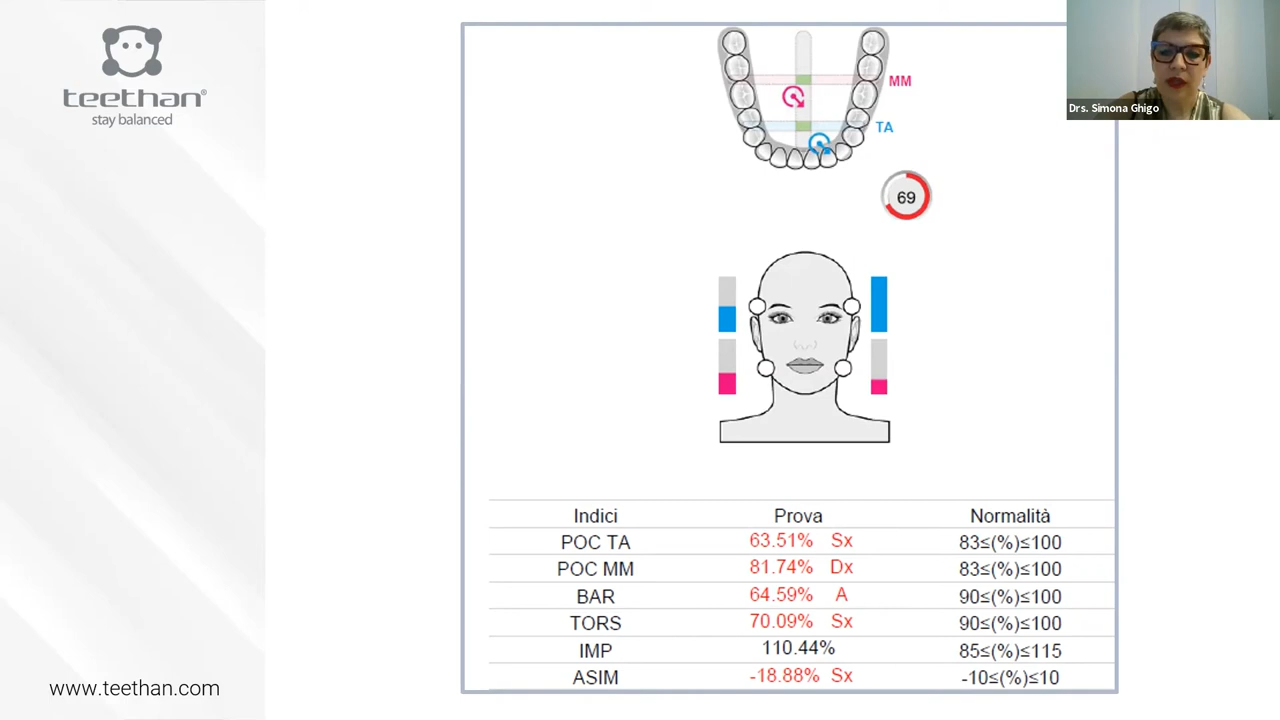 teethan®
stay balanced
MM
TA
69
Drs. Simona Ghigo
Indici Prova Normalità
POC TA 63.51% Sx 83≤(%)≤100
POC MM 81.74% Dx 83≤(%)≤100
BAR 64.59% A 90≤(%)≤100
TORS 70.09% Sx 90≤(%)≤100
IMP 110.44% 85≤(%)≤115
ASIM -18.88% Sx -10≤(%)≤10
www.teethan.com